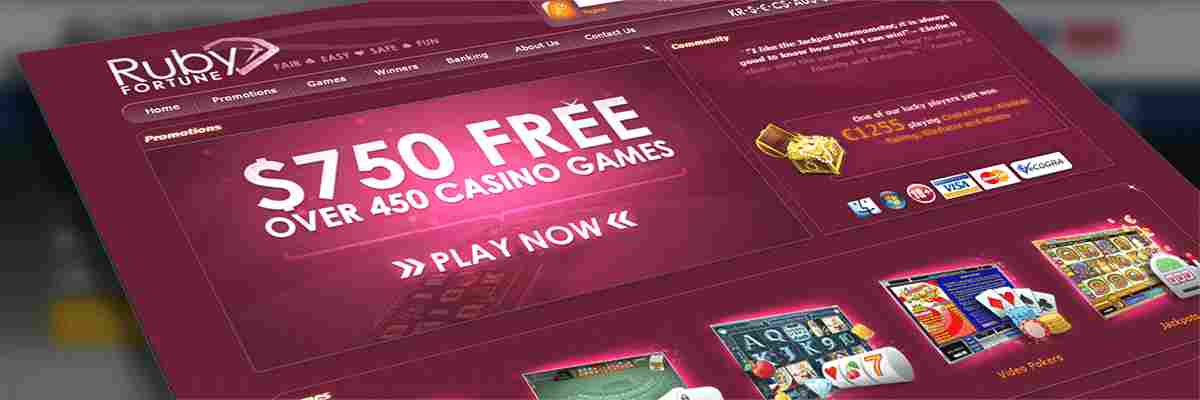 Ruby
FORTUNE
FAIR ♣ EASY ♥ SAFE ♠ FUN
Home
Promotions
Games
Winners
Banking
About Us
Contact Us
Promotions
$750 FREE
OVER 450 CASINO GAMES
» PLAY NOW «
Community
"I like the Jackpot thermometer, it is always
good to know how much I can win!" -
One of our lucky players just won
€1255 playing
18+
VISA
MasterCard
eCOGRA
Video Pokers
Jackpots